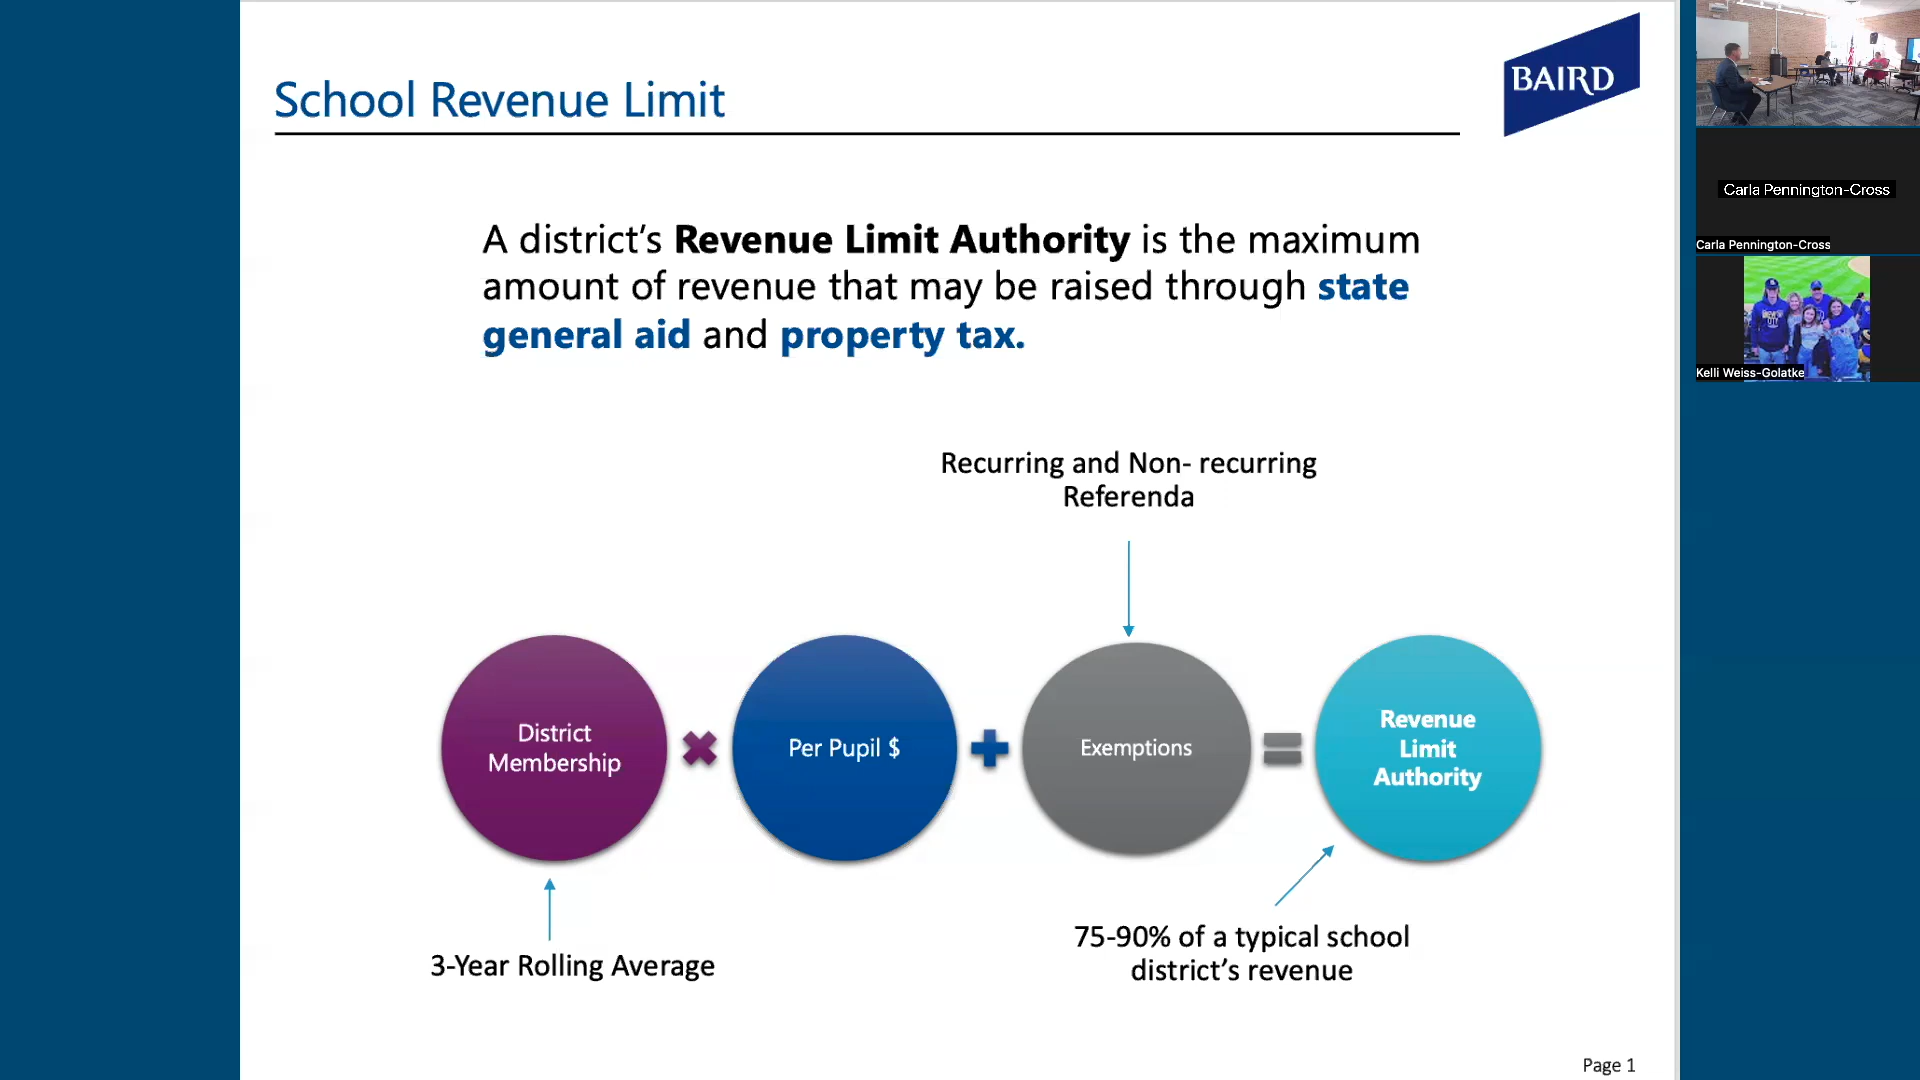 School Revenue Limit
BAIRD
A district's Revenue Limit Authority is the maximum
amount of revenue that may be raised through state
general aid and property tax.
Recurring and Non- recurring
Referenda
District
Membership
Per Pupil $
Exemptions
Revenue
Limit
Authority
3-Year Rolling Average
75-90% of a typical school
district's revenue
Page 1
Carla Pennington-Cross
Carla Pennington-Cross
Kelli Weiss-Golatke